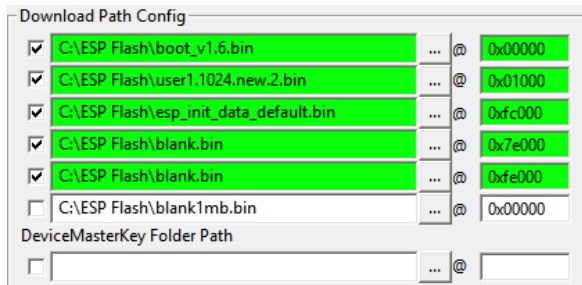 Download Path Config
C:\ESP Flash\boot_v1.6.bin ... @ 0x00000
C:\ESP Flash\user1.1024.new.2.bin ... @ 0x01000
C:\ESP Flash\esp_init_data_default.bin ... @ 0xfc000
C:\ESP Flash\blank.bin ... @ 0x7e000
C:\ESP Flash\blank.bin ... @ 0xfe000
C:\ESP Flash\blank1mb.bin ... @ 0x00000
DeviceMasterKey Folder Path
... @